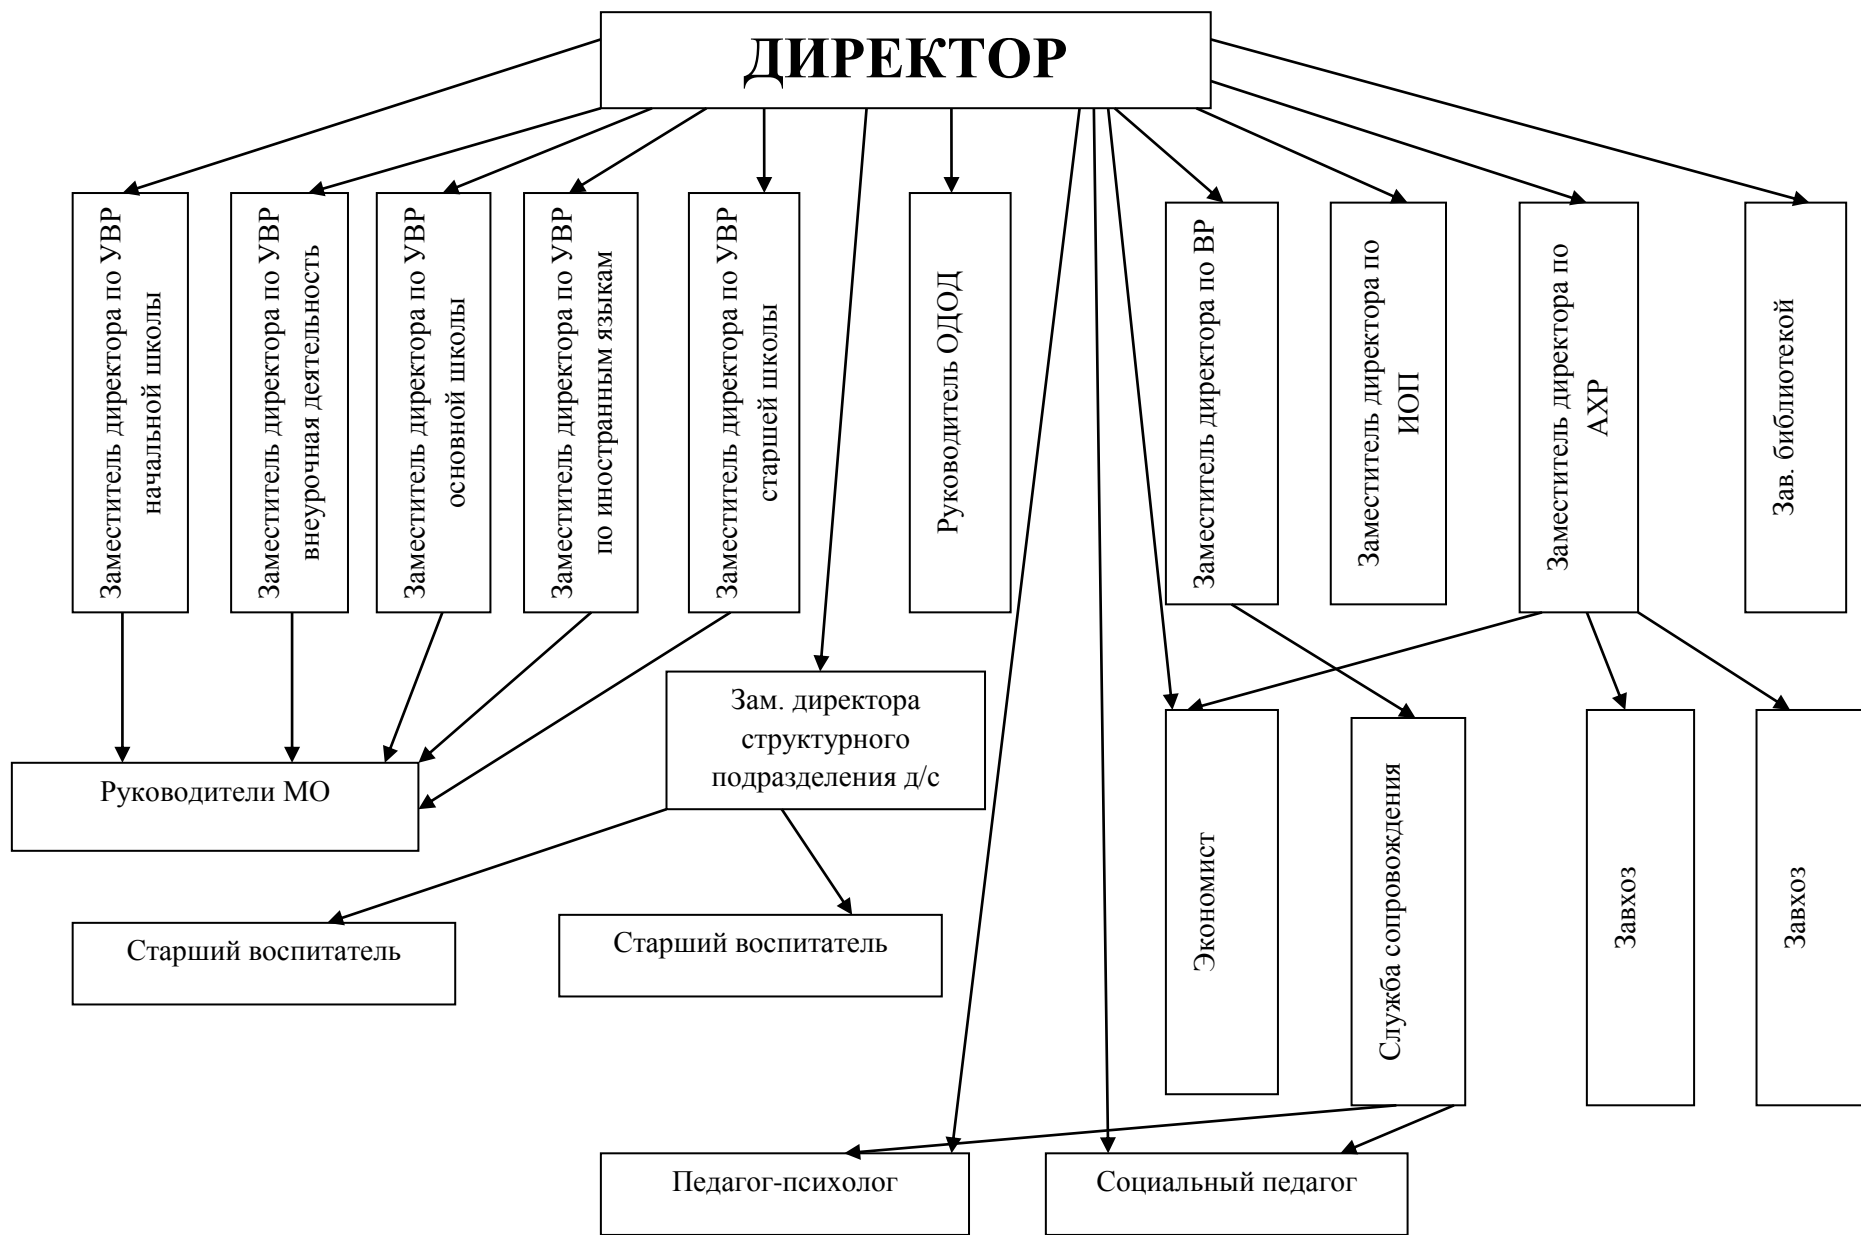 ДИРЕКТОР
Заместитель директора по УВР
начальной школы
Заместитель директора по УВР
внеурочная деятельность
Заместитель директора по УВР
основной школы
Заместитель директора по УВР
по иностранным языкам
Заместитель директора по УВР
старшей школы
Руководитель ОДОД
Заместитель директора по ВР
Заместитель директора по
ИОП
Заместитель директора по
АХР
Зав. библиотекой
Зам. директора
структурного
подразделения д/с
Руководители МО
Экономист
Служба сопровождения
Завхоз
Завхоз
Старший воспитатель
Старший воспитатель
Педагог-психолог
Социальный педагог